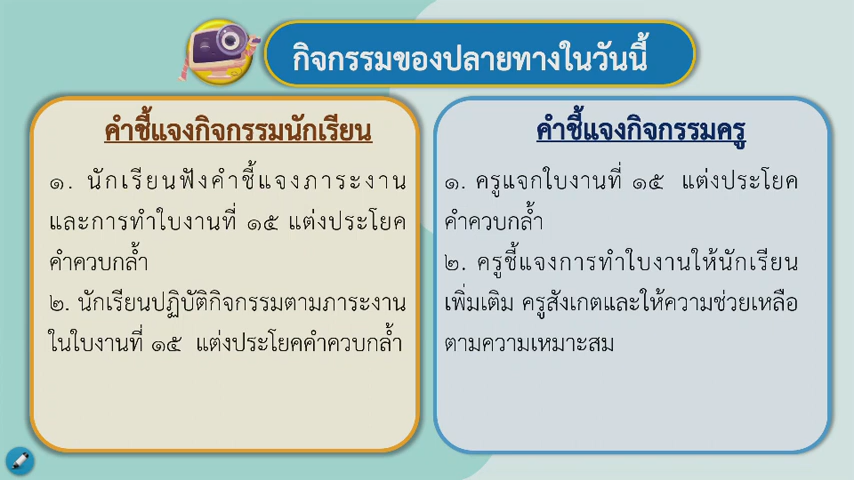 กิจกรรมของปลายทางในวันนี้
คำชี้แจงกิจกรรมนักเรียน
๑. นักเรียนฟังคำชี้แจงภาระงาน
และการทำใบงานที่ ๑๕ แต่งประโยค
คำควบกล้ำ
๒. นักเรียนปฏิบัติกิจกรรมตามภาระงาน
ในใบงานที่ ๑๕ แต่งประโยคคำควบกล้ำ
คำชี้แจงกิจกรรมครู
๑. ครูแจกใบงานที่ ๑๕ แต่งประโยค
คำควบกล้ำ
๒. ครูชี้แจงการทำใบงานให้นักเรียน
เพิ่มเติม ครูสังเกตและให้ความช่วยเหลือ
ตามความเหมาะสม